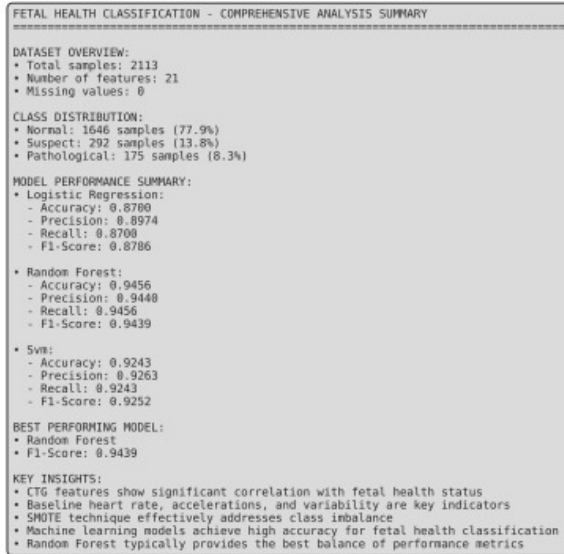 FETAL HEALTH CLASSIFICATION - COMPREHENSIVE ANALYSIS SUMMARY
================================================================================
DATASET OVERVIEW:
• Total samples: 2113
• Number of features: 21
• Missing values: 0
CLASS DISTRIBUTION:
• Normal: 1646 samples (77.9%)
• Suspect: 292 samples (13.8%)
• Pathological: 175 samples (8.3%)
MODEL PERFORMANCE SUMMARY:
• Logistic Regression:
- Accuracy: 0.8700
- Precision: 0.8974
- Recall: 0.8700
- F1-Score: 0.8786
• Random Forest:
- Accuracy: 0.9456
- Precision: 0.9440
- Recall: 0.9456
- F1-Score: 0.9439
• Svm:
- Accuracy: 0.9243
- Precision: 0.9263
- Recall: 0.9243
- F1-Score: 0.9252
BEST PERFORMING MODEL:
• Random Forest
• F1-Score: 0.9439
KEY INSIGHTS:
• CTG features show significant correlation with fetal health status
• Baseline heart rate, accelerations, and variability are key indicators
• SMOTE technique effectively addresses class imbalance
• Machine learning models achieve high accuracy for fetal health classification
• Random Forest typically provides the best balance of performance metrics